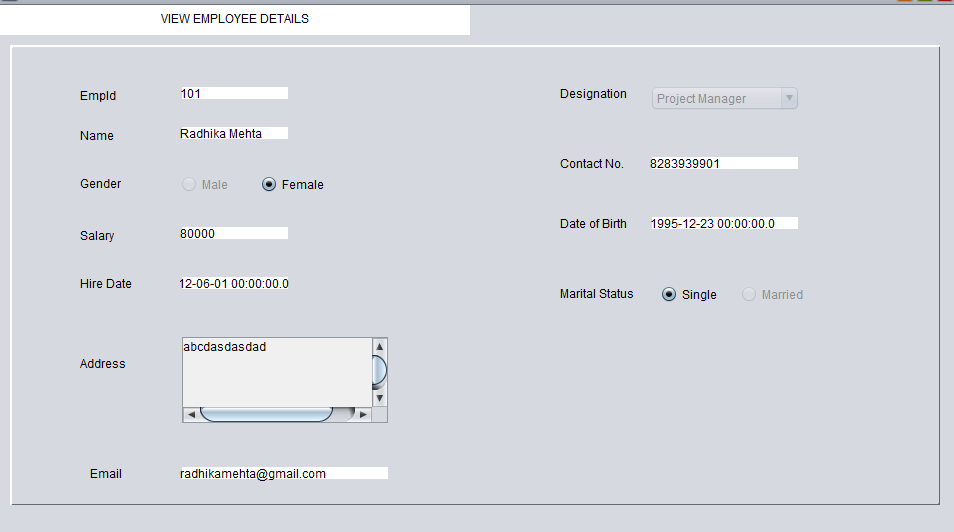 VIEW EMPLOYEE DETAILS
EmpId 101
Name Radhika Mehta
Gender Male Female
Salary 80000
Hire Date 12-06-01 00:00:00.0
Address abcdasdasdad
Email radhikamehta@gmail.com
Designation Project Manager
Contact No. 8283939901
Date of Birth 1995-12-23 00:00:00.0
Marital Status Single Married